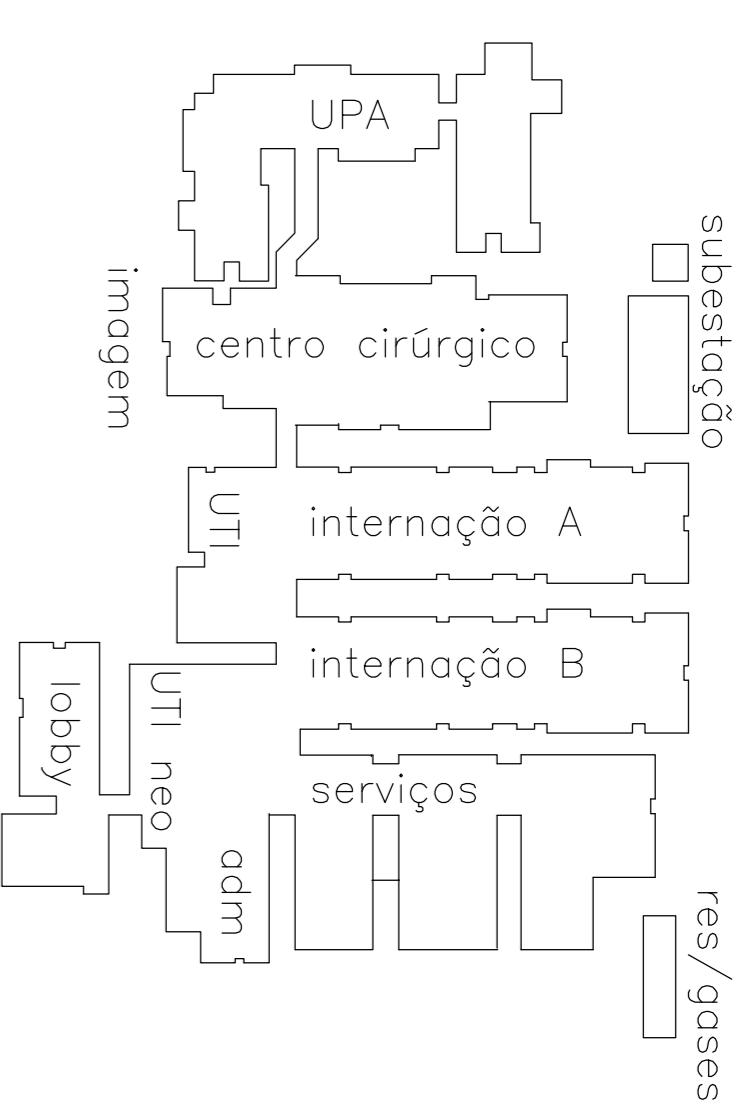 UPA
subestação
imagem
centro cirúrgico
UTI
internação A
internação B
lobby
UTI neo
serviços
adm
res/gases